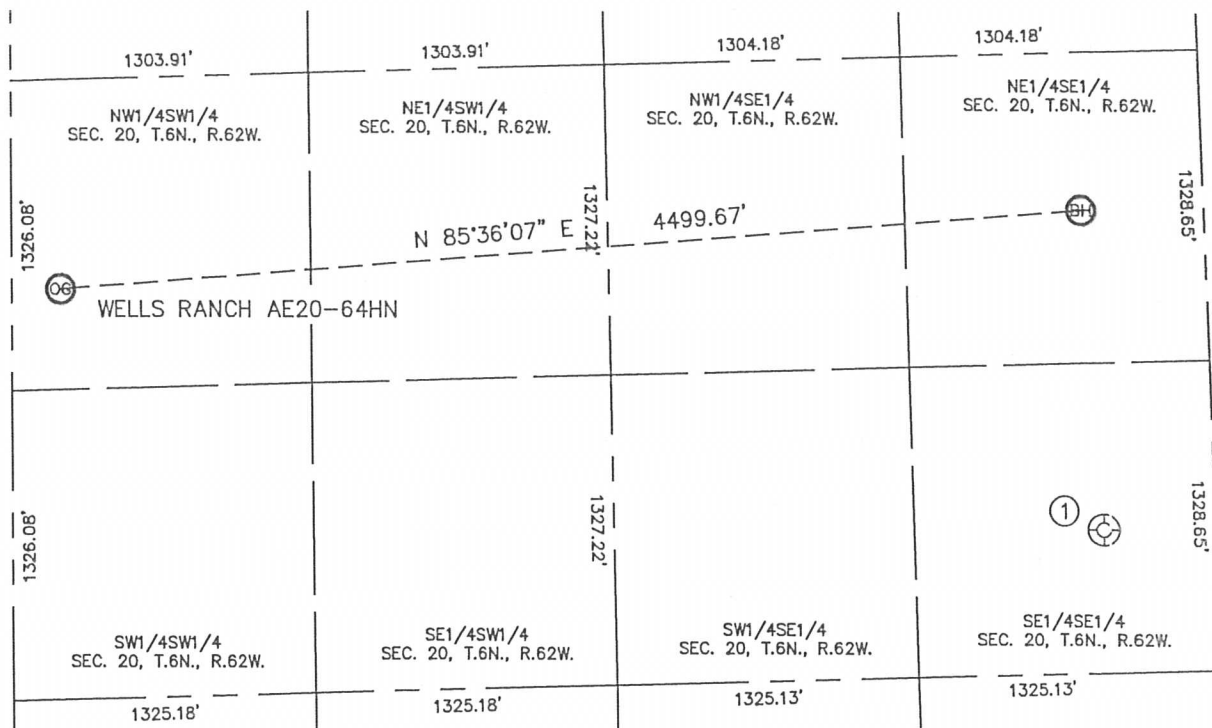 1303.91'
1303.91'
1304.18'
1304.18'
NW1/4SW1/4
SEC. 20, T.6N., R.62W.
NE1/4SW1/4
SEC. 20, T.6N., R.62W.
NW1/4SE1/4
SEC. 20, T.6N., R.62W.
NE1/4SE1/4
SEC. 20, T.6N., R.62W.
1326.08'
1327.22'
1328.65'
N 85°36'07" E
4499.67'
BH
OG
WELLS RANCH AE20-64HN
1326.08'
1327.22'
1
1328.65'
SW1/4SW1/4
SEC. 20, T.6N., R.62W.
SE1/4SW1/4
SEC. 20, T.6N., R.62W.
SW1/4SE1/4
SEC. 20, T.6N., R.62W.
SE1/4SE1/4
SEC. 20, T.6N., R.62W.
1325.18'
1325.18'
1325.13'
1325.13'